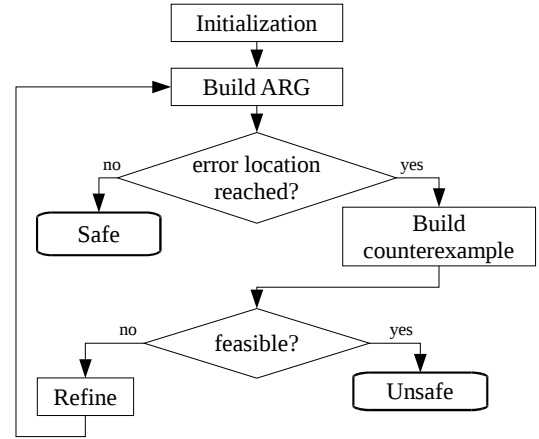 Initialization
Build ARG
no
error location
reached?
yes
Safe
Build
counterexample
no
feasible?
yes
Refine
Unsafe